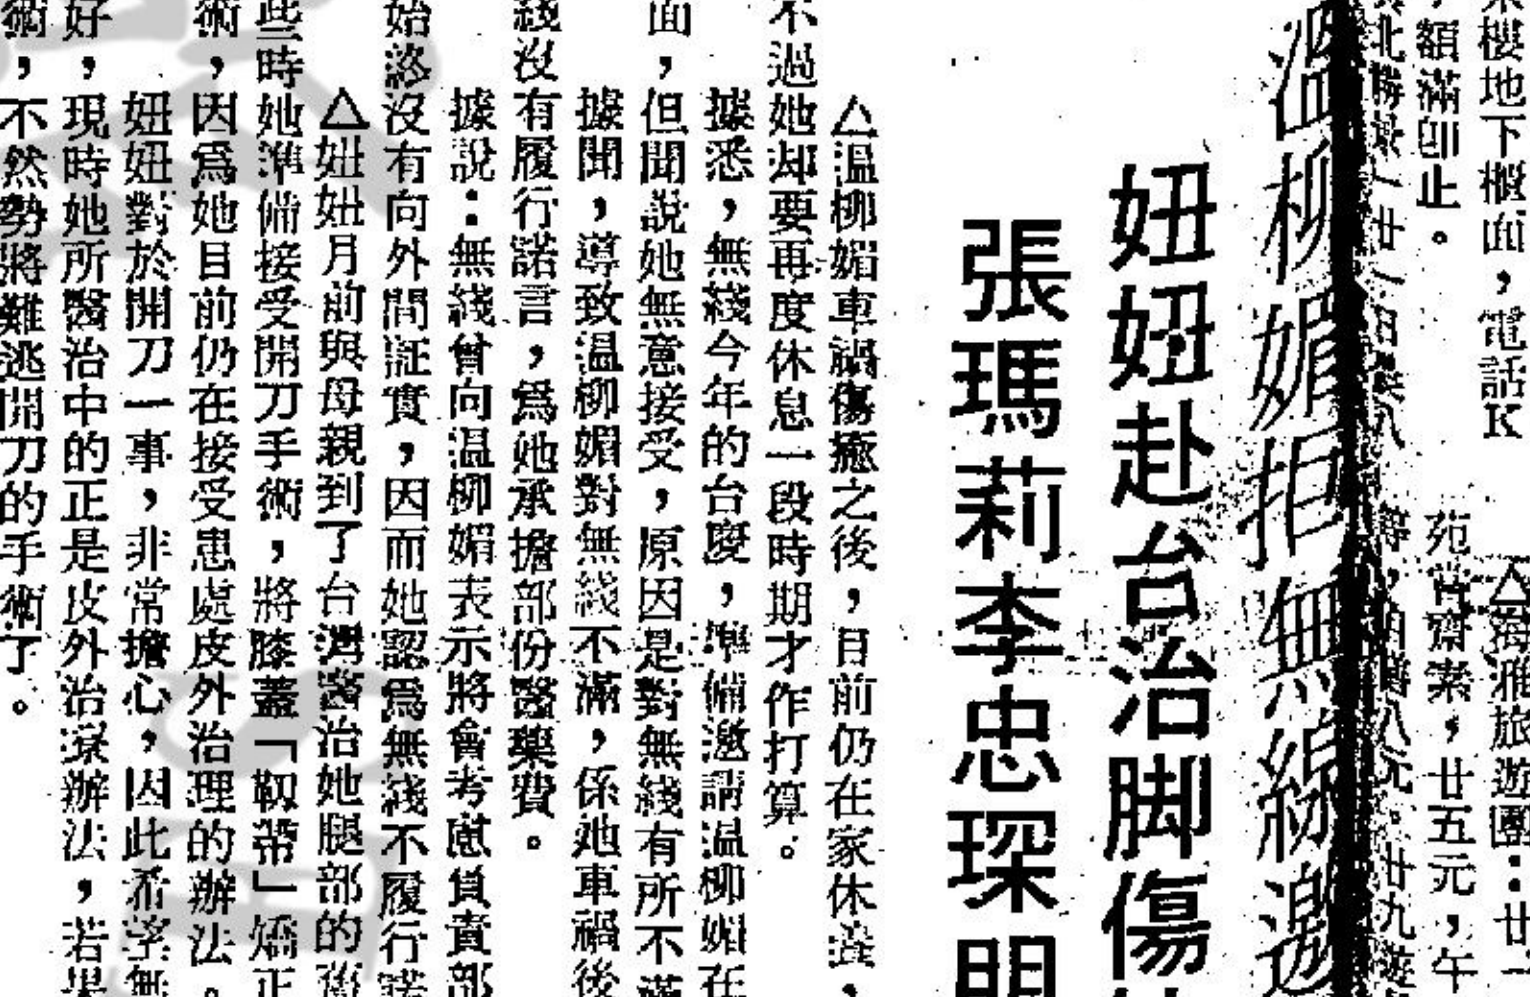 樓地下櫃面，電話K
額滿即止。
苑賞齋素，廿五元，午
△海雅旅遊團：廿
溫柳媚拒無線邀
妞妞赴台治脚傷
張瑪莉李忠琛明
△溫柳媚車禍傷癒之後，目前仍在家休養，
不過她却要再度休息一段時期才作打算。
據悉，無綫今年的台慶，準備邀請溫柳媚在
面，但聞說她無意接受，原因是對無綫有所不滿
據聞，導致溫柳媚對無綫不滿，係她車禍後
綫沒有履行諾言，爲她承擔部份醫藥費。
據說：無綫曾向溫柳媚表示將會考慮負責部
始終沒有向外間証實，因而她認爲無綫不履行諾
△妞妞月前與母親到了台灣醫治她腿部的舊
些時她準備接受開刀手術，將膝蓋「靱帶」矯正
術，因爲她目前仍在接受患處皮外治理的辦法。
妞妞對於開刀一事，非常擔心，因此希望無
好，現時她所醫治中的正是皮外治療辦法，若果
術，不然勢將難逃開刀的手術了。